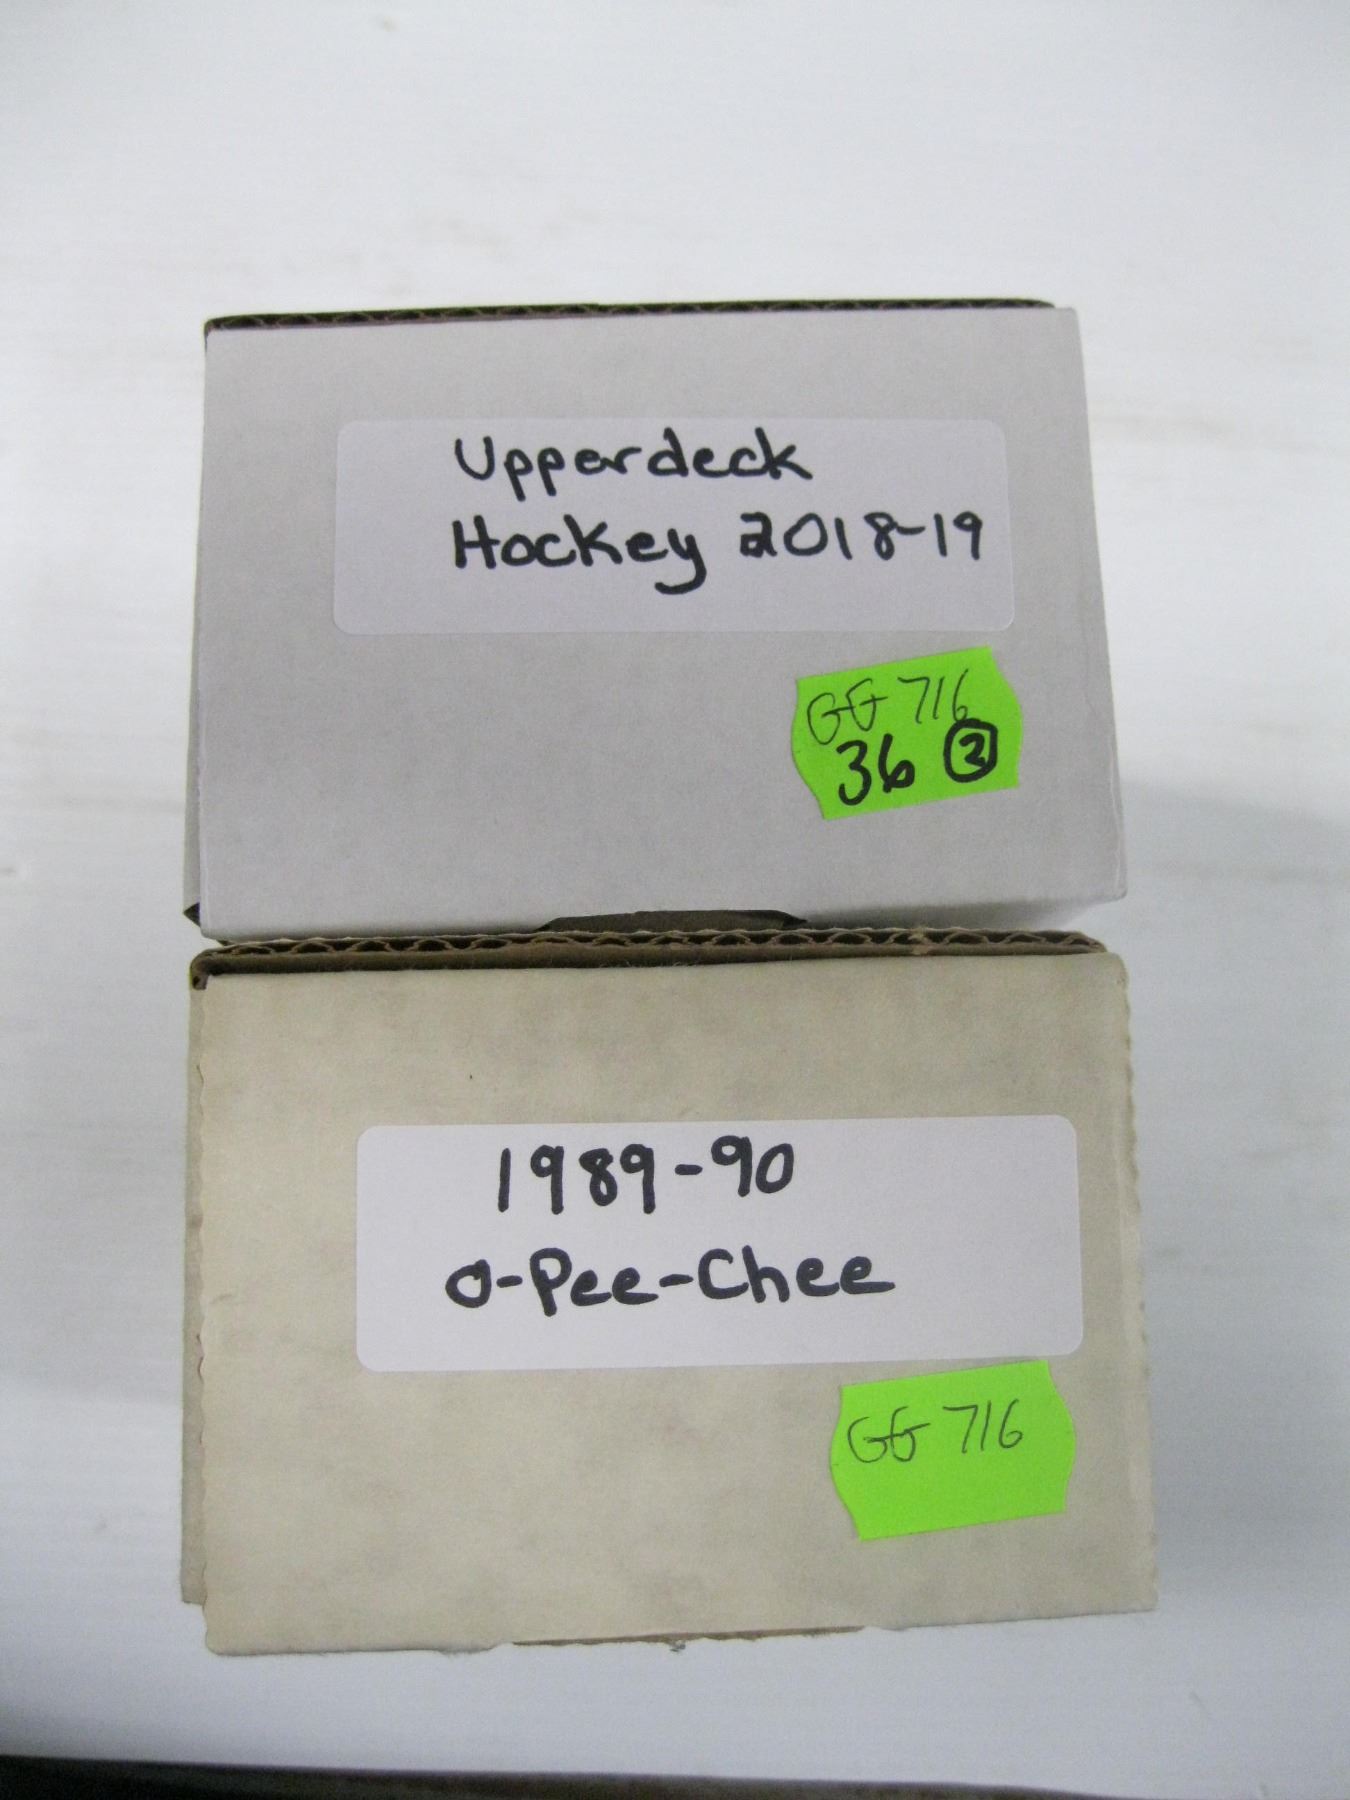 Upperdeck
Hockey 2018-19
GG 716
36 2
1989-90
O-Pee-Chee
GG 716